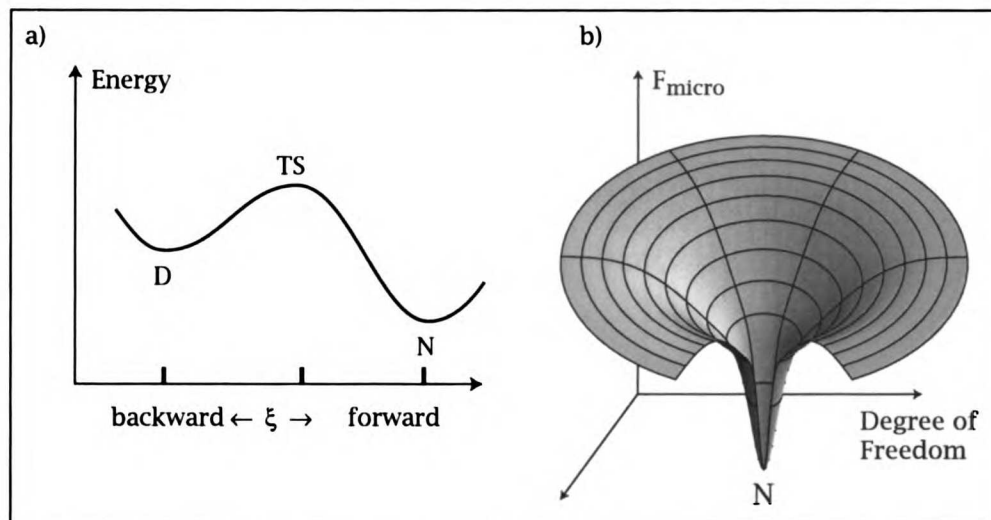 a)
Energy
TS
D
N
backward ← ξ → forward
b)
F_micro
Degree of
Freedom
N